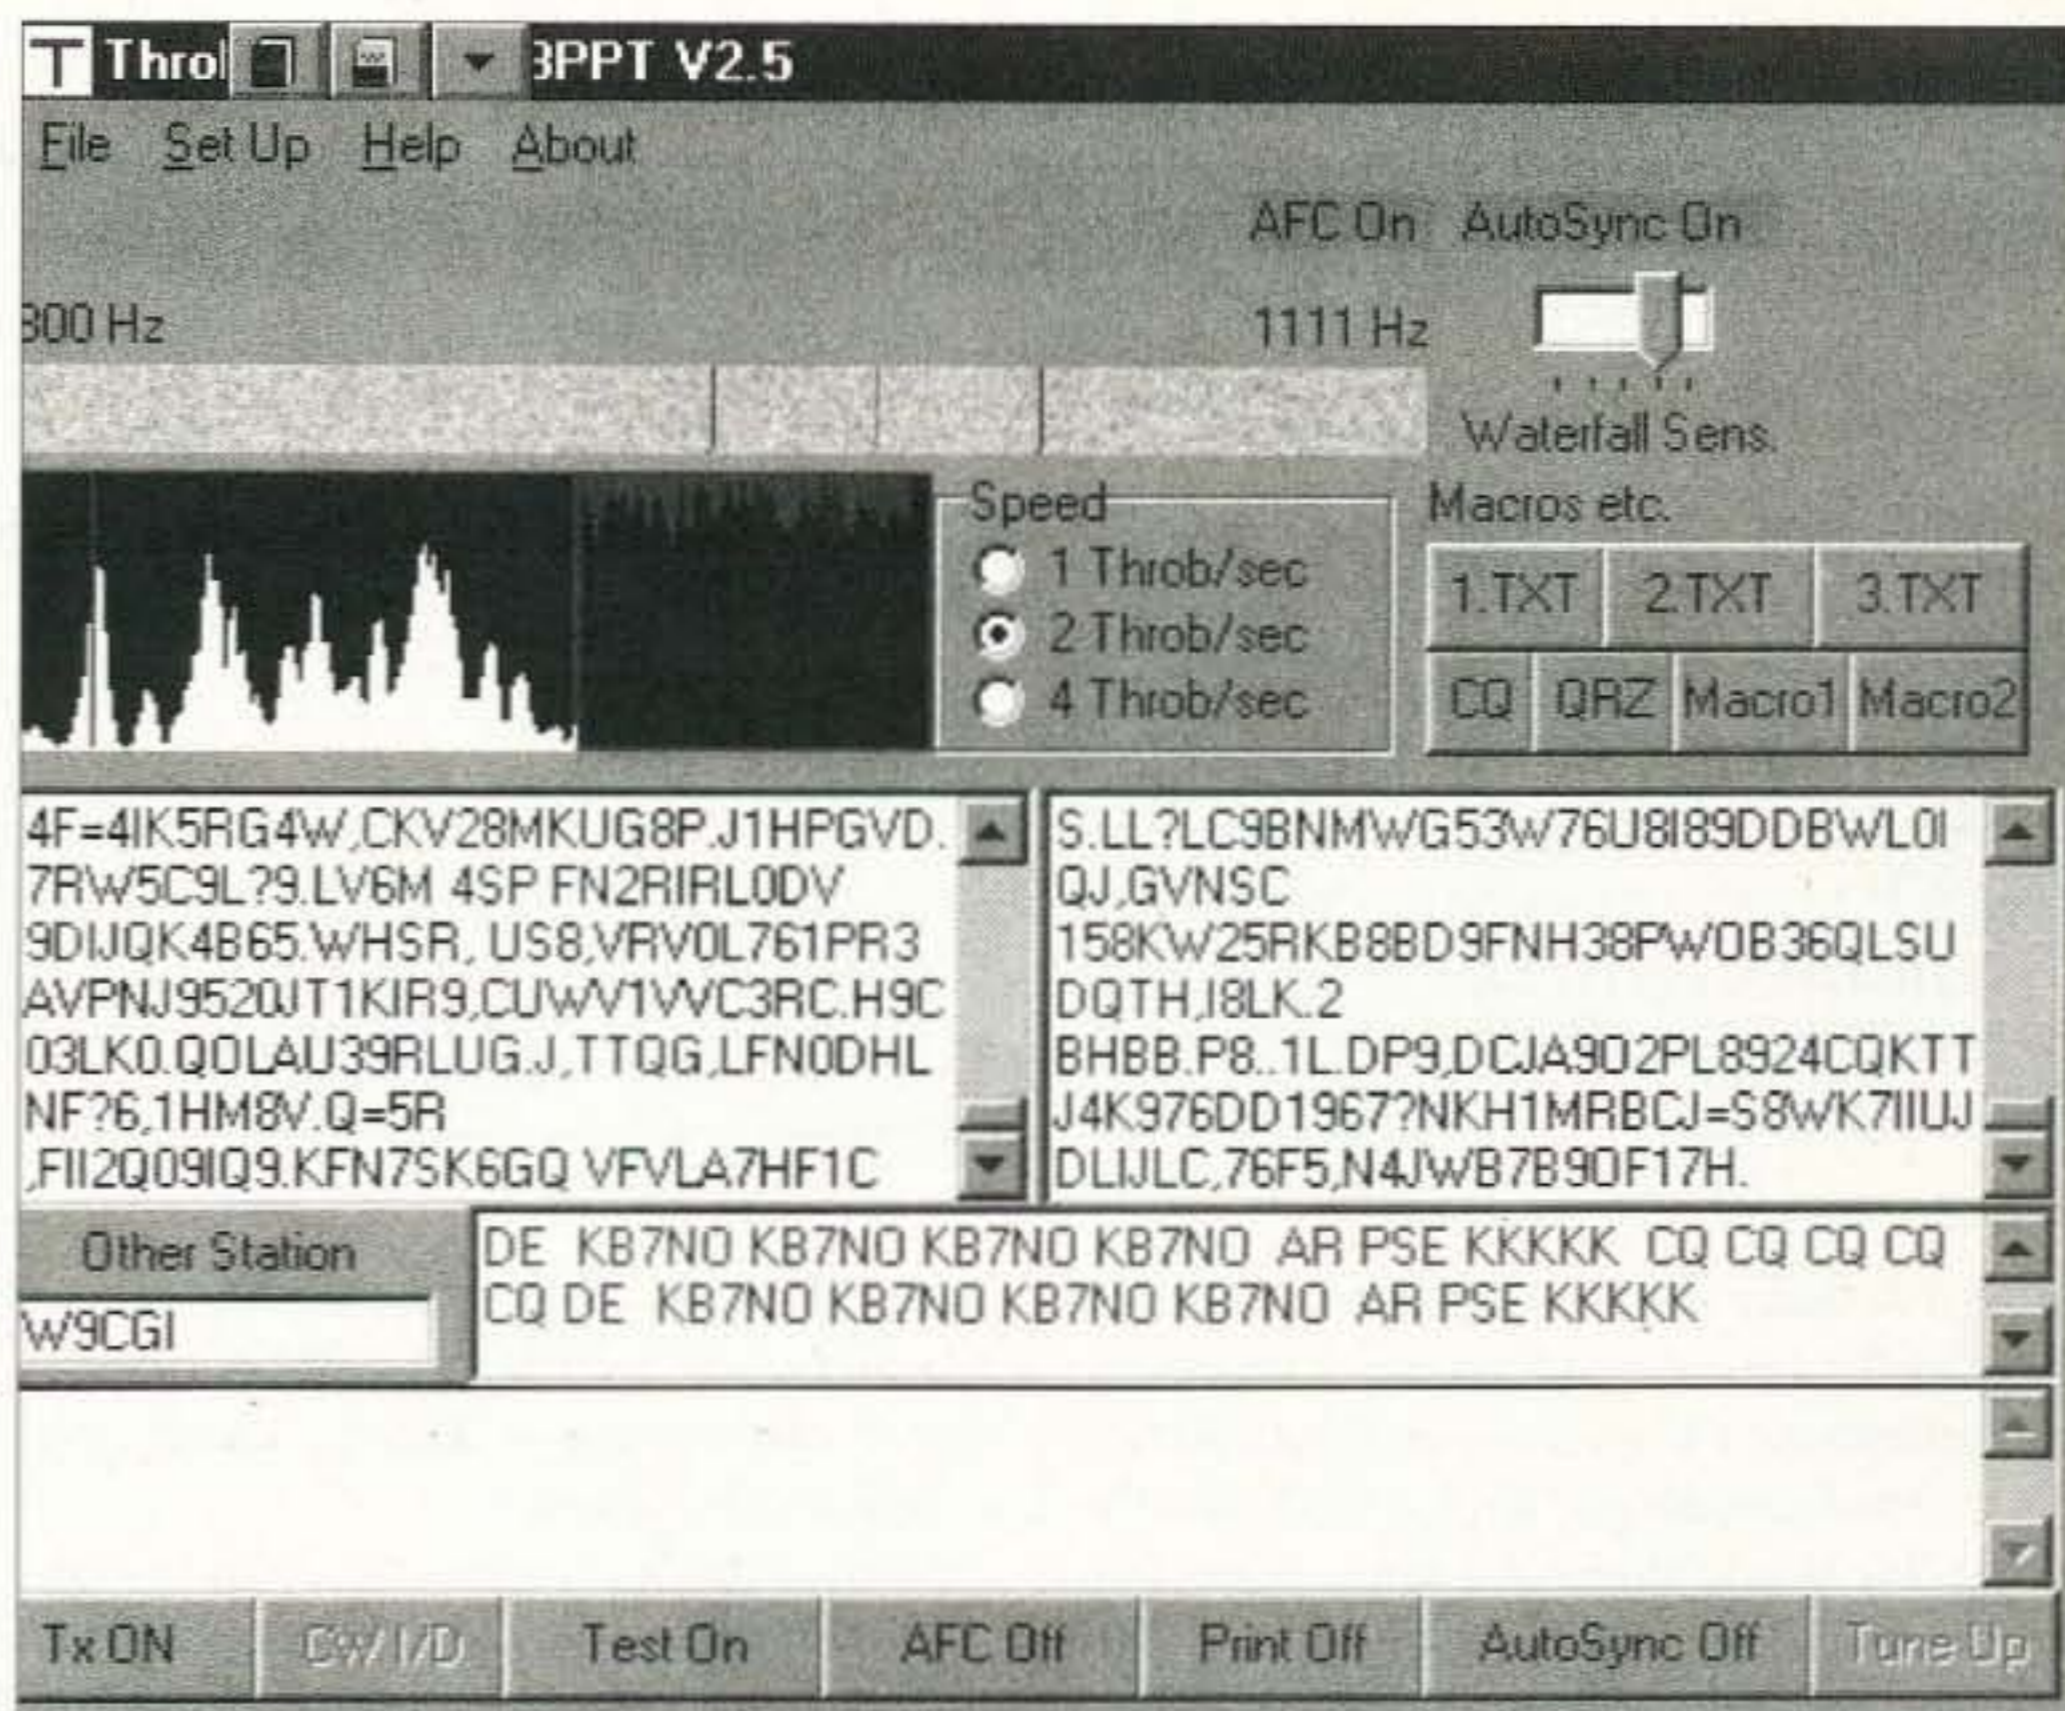 T Throb 3PPT V2.5
File Set Up Help About
AFC On AutoSync On
800 Hz 1111 Hz
Waterfall Sens.
Speed
1 Throb/sec
2 Throb/sec
4 Throb/sec
Macros etc.
1.TXT 2.TXT 3.TXT
CQ QRZ Macro1 Macro2
4F=4IK5RG4W,CKV28MKUG8P.J1HPGVD.
7RW5C9L?9.LV6M 4SP FN2RIRL0DV
9DIJQK4B65.WHSR, US8,VRV0L761PR3
AVPNJ9520JT1KIR9,CUWV1VVC3RC.H9C
03LK0.QOLAU39RLUG.J,TTQG,LFN0DHL
NF?6,1HM8V.Q=5R
,FII2Q09IQ9.KFN7SK6GQ VFVLA7HF1C
S.LL?LC9BNMWG53W76U8I89DDBWL0I
QJ,GVNSC
158KW25RKB8BD9FNH38PWOB36QLSU
DQTH,I8LK.2
BHBB.P8..1L.DP9,DCJA9O2PL8924CQKTT
J4K976DD1967?NKH1MRBCJ=S8WK7IIUJ
DLIJLC,76F5,N4JWB7B9OF17H.
Other Station
W9CGI
DE KB7NO KB7NO KB7NO KB7NO AR PSE KKKKK CQ CQ CQ CQ
CQ DE KB7NO KB7NO KB7NO KB7NO AR PSE KKKKK
Tx ON CW I/D Test On AFC Off Print Off AutoSync Off Tune Up